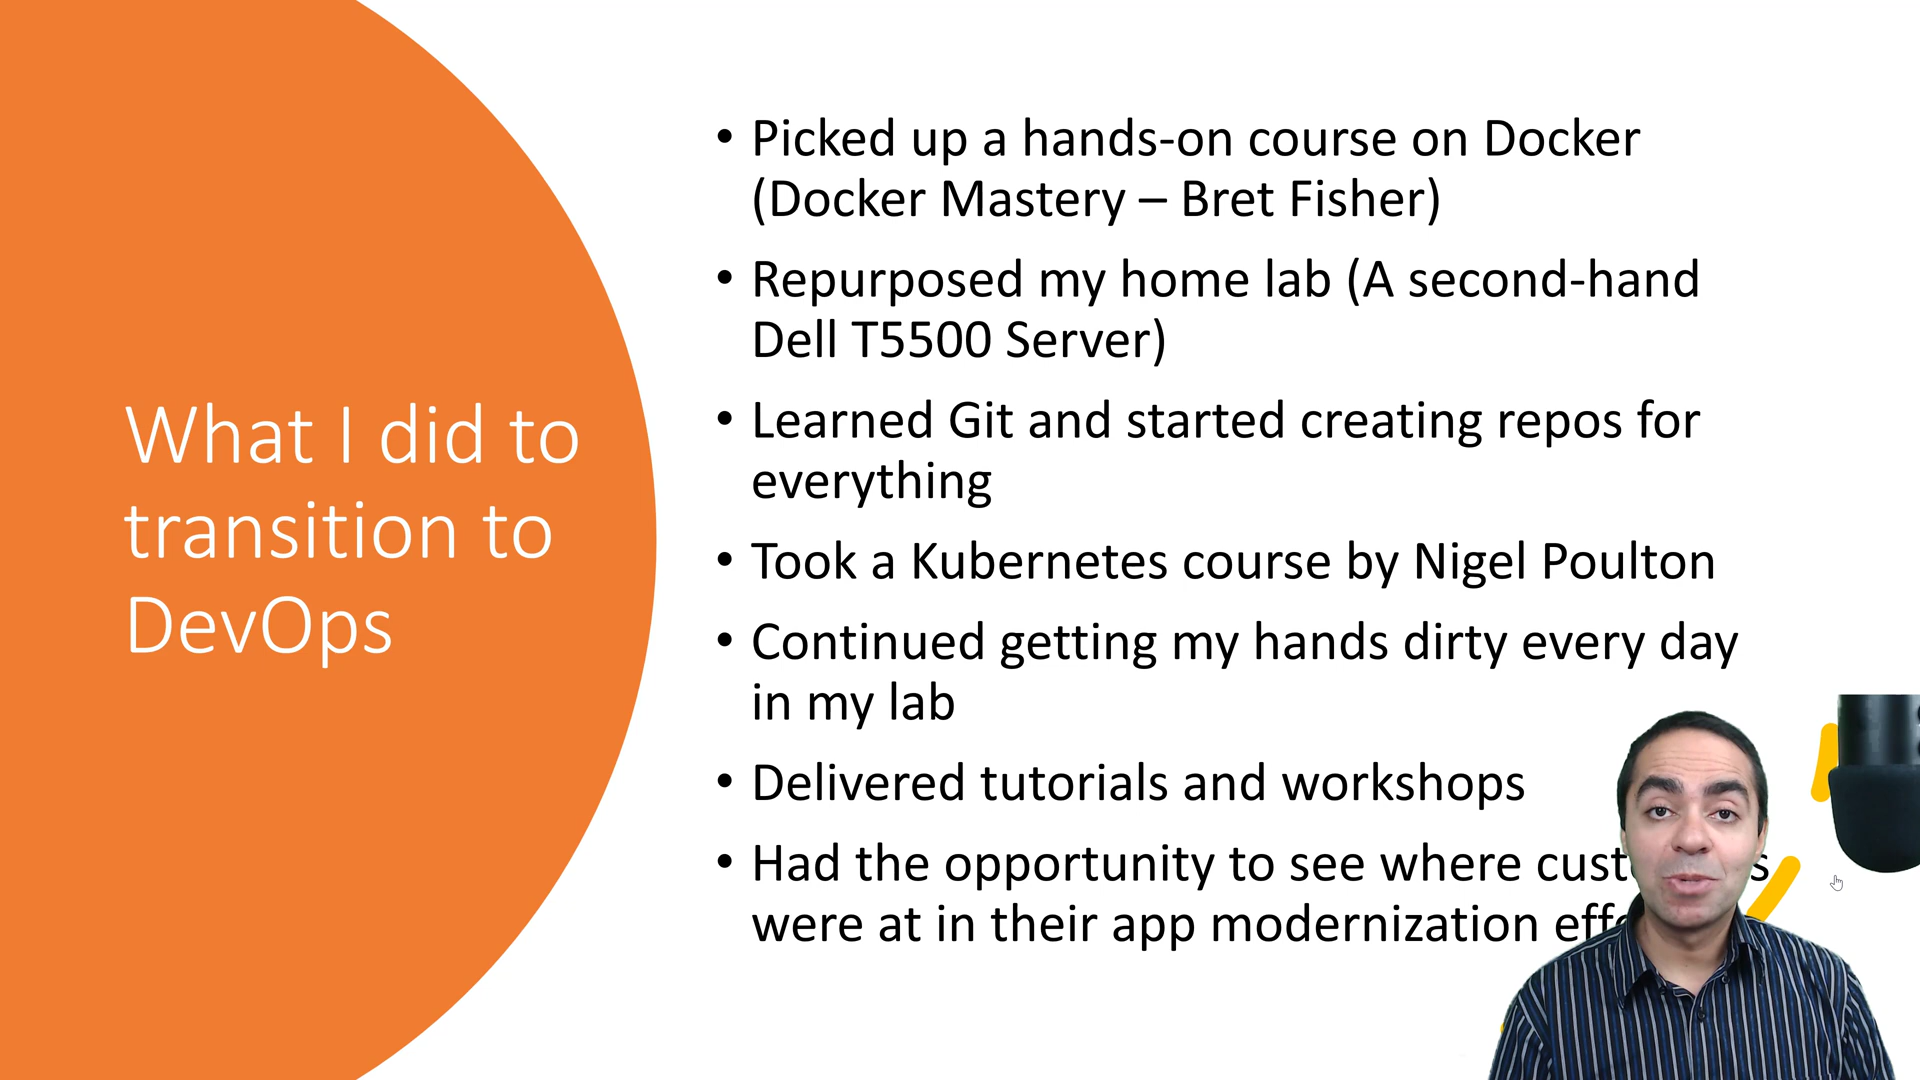 What I did to
transition to
DevOps
• Picked up a hands-on course on Docker
(Docker Mastery – Bret Fisher)
• Repurposed my home lab (A second-hand
Dell T5500 Server)
• Learned Git and started creating repos for
everything
• Took a Kubernetes course by Nigel Poulton
• Continued getting my hands dirty every day
in my lab
• Delivered tutorials and workshops
• Had the opportunity to see where
were at in their app modernization